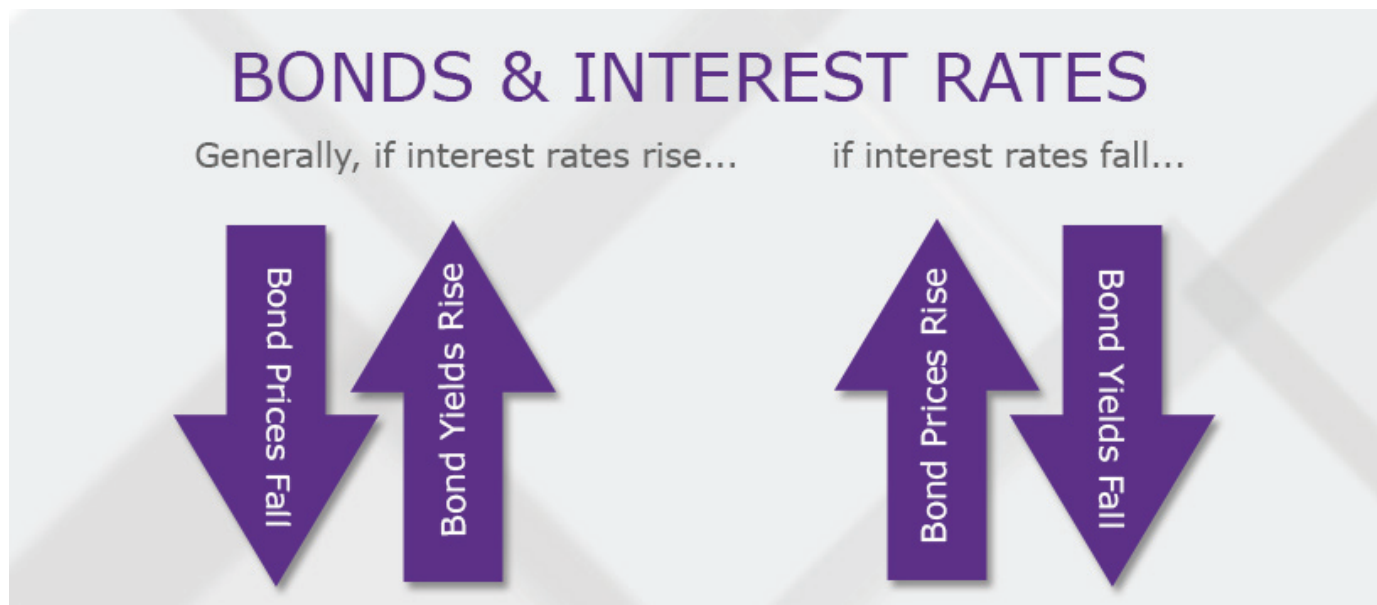 BONDS & INTEREST RATES
Generally, if interest rates rise...
if interest rates fall...
Bond Prices Fall
Bond Yields Rise
Bond Prices Rise
Bond Yields Fall